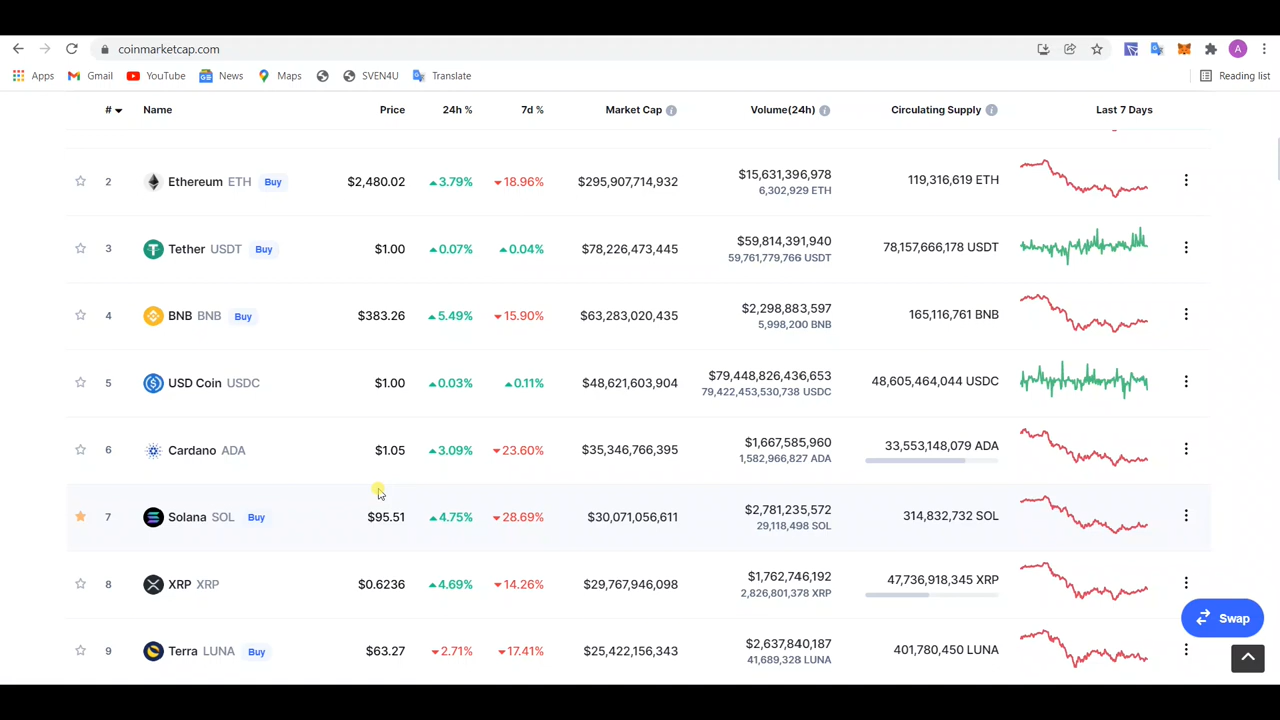 coinmarketcap.com
A
Apps Gmail YouTube News Maps SVEN4U Translate Reading list
# Name Price 24h % 7d % Market Cap Volume(24h) Circulating Supply Last 7 Days
2 Ethereum ETH Buy $2,480.02 3.79% 18.96% $295,907,714,932 $15,631,396,978 119,316,619 ETH
6,302,929 ETH
3 Tether USDT Buy $1.00 0.07% 0.04% $78,226,473,445 $59,814,391,940 78,157,666,178 USDT
59,761,779,766 USDT
4 BNB BNB Buy $383.26 5.49% 15.90% $63,283,020,435 $2,298,883,597 165,116,761 BNB
5,998,200 BNB
5 USD Coin USDC $1.00 0.03% 0.11% $48,621,603,904 $79,448,826,436,653 48,605,464,044 USDC
79,422,453,530,738 USDC
6 Cardano ADA $1.05 3.09% 23.60% $35,346,766,395 $1,667,585,960 33,553,148,079 ADA
1,582,966,827 ADA
7 Solana SOL Buy $95.51 4.75% 28.69% $30,071,056,611 $2,781,235,572 314,832,732 SOL
29,118,498 SOL
8 XRP XRP $0.6236 4.69% 14.26% $29,767,946,098 $1,762,746,192 47,736,918,345 XRP
2,826,801,378 XRP
Swap
9 Terra LUNA Buy $63.27 2.71% 17.41% $25,422,156,343 $2,637,840,187 401,780,450 LUNA
41,689,328 LUNA